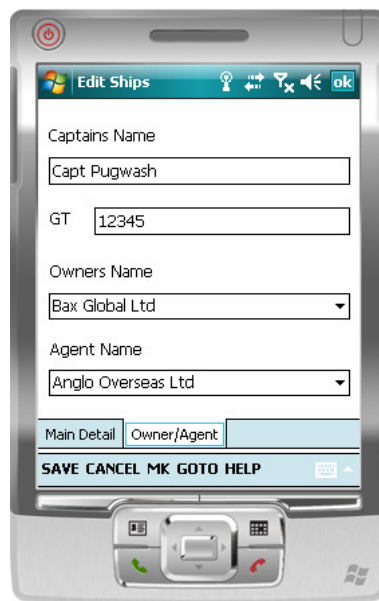 Edit Ships ok
Captains Name
Capt Pugwash
GT 12345
Owners Name
Bax Global Ltd
Agent Name
Anglo Overseas Ltd
Main Detail Owner/Agent
SAVE CANCEL MK GOTO HELP